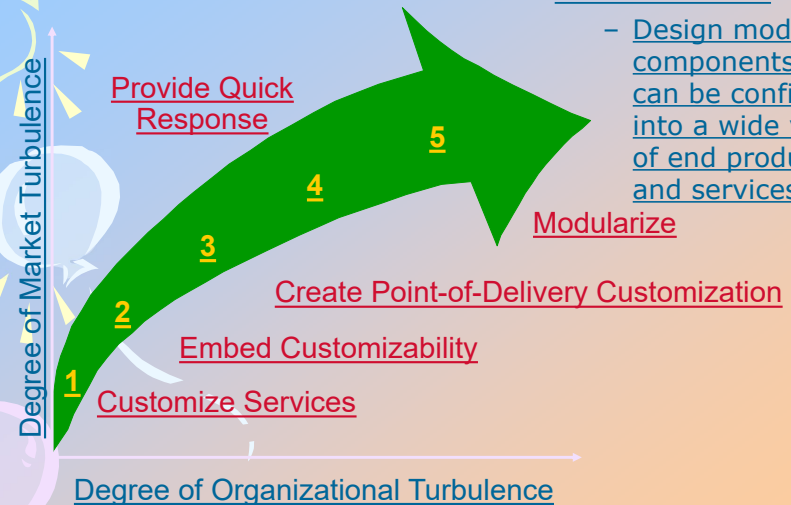 – Design mod
components
can be confi
into a wide
of end produ
and services
Provide Quick
Response
5
4
3
2
1
Modularize
Create Point-of-Delivery Customization
Embed Customizability
Customize Services
Degree of Market Turbulence
Degree of Organizational Turbulence